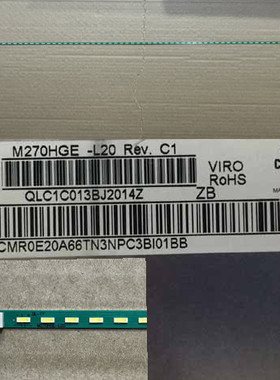 M270HGE -L20 Rev. C1
VIRO
RoHS
QLC1C013BJ2014Z
ZB
CMR0E20A66TN3NPC3BI01BB